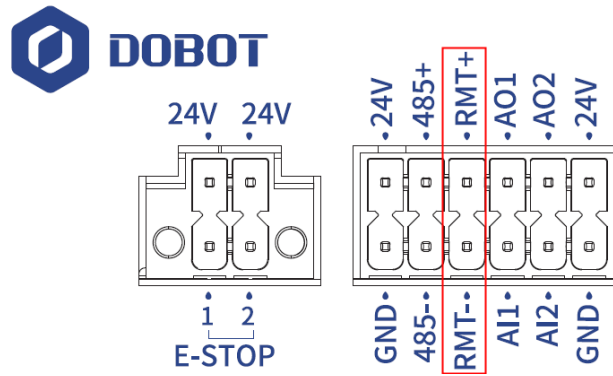 DOBOT
24V 24V
24V 485+ RMT+ AO1 AO2 24V
1 2
E-STOP
GND 485- RMT- AI1 AI2 GND